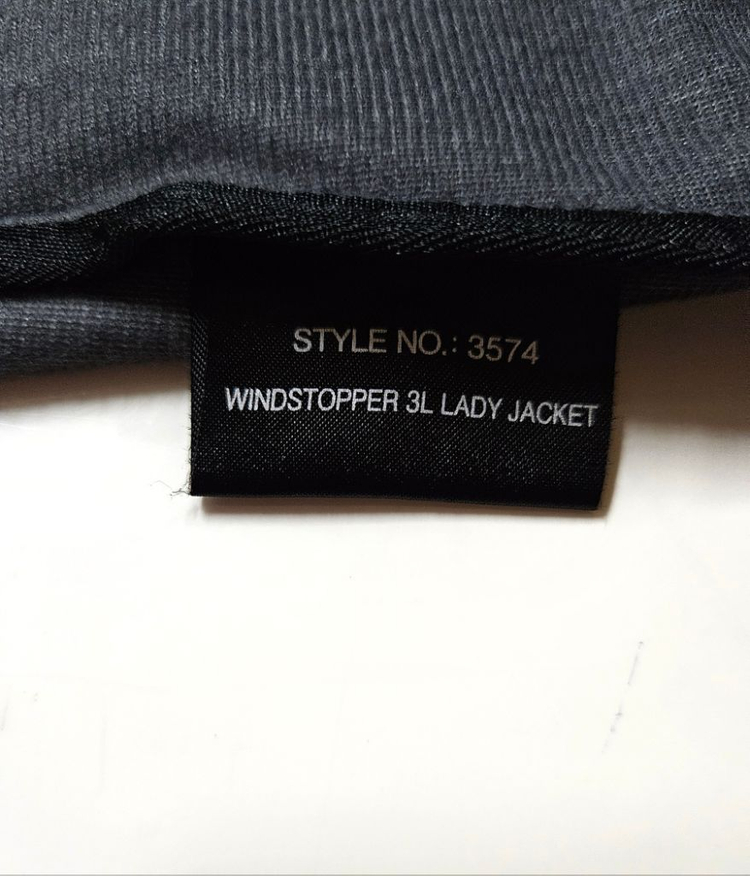 STYLE NO.: 3574
WINDSTOPPER 3L LADY JACKET